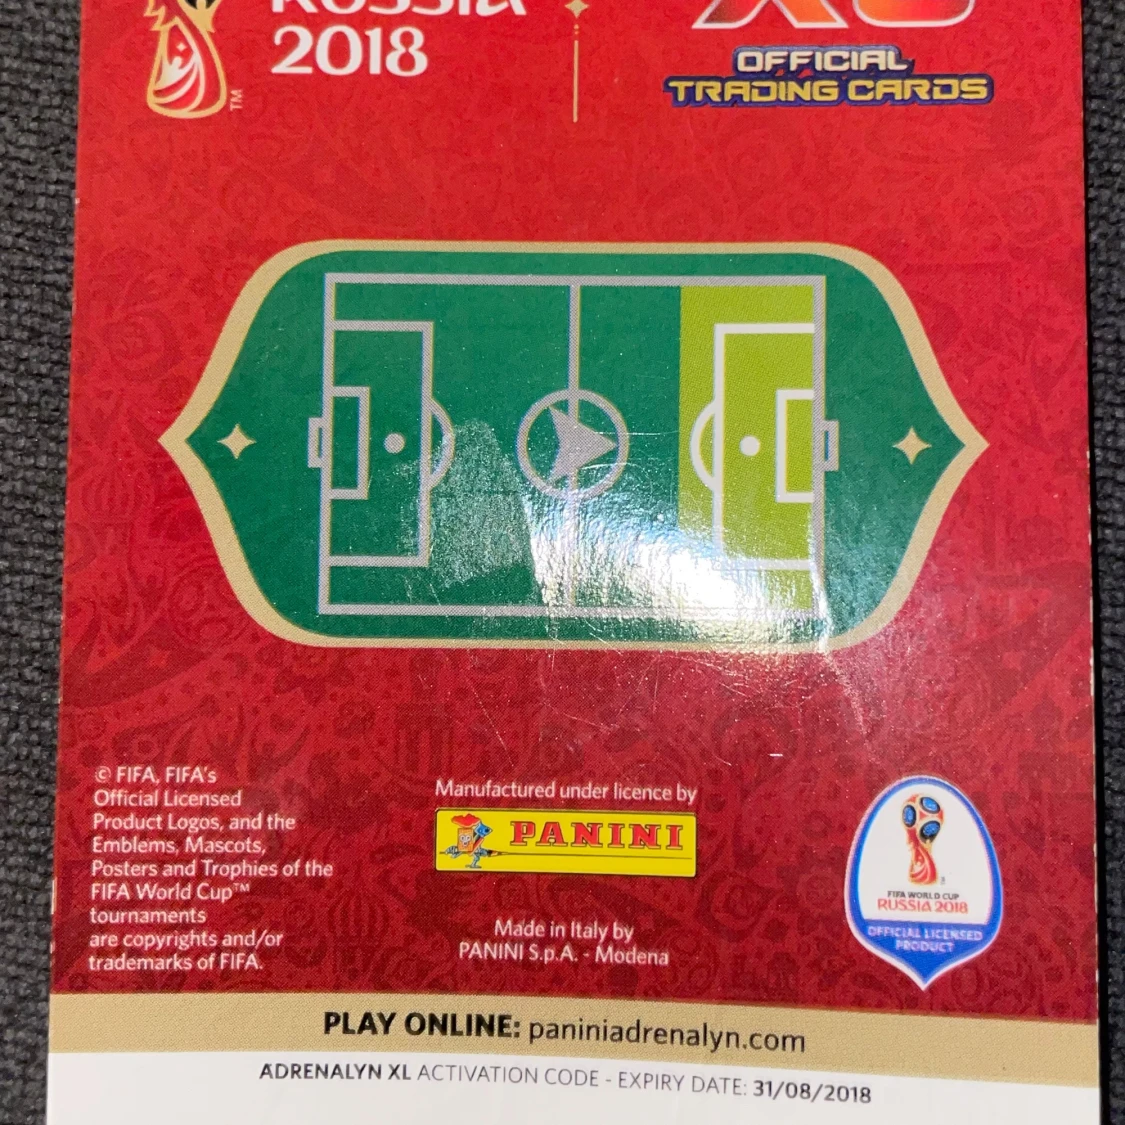 RUSSIA
2018
TM
XL
OFFICIAL
TRADING CARDS
© FIFA, FIFA's
Official Licensed
Product Logos, and the
Emblems, Mascots,
Posters and Trophies of the
FIFA World Cup™
tournaments
are copyrights and/or
trademarks of FIFA.
Manufactured under licence by
PANINI
Made in Italy by
PANINI S.p.A. - Modena
FIFA WORLD CUP
RUSSIA 2018
OFFICIAL LICENSED
PRODUCT
PLAY ONLINE: paniniadrenalyn.com
ADRENALYN XL ACTIVATION CODE - EXPIRY DATE: 31/08/2018